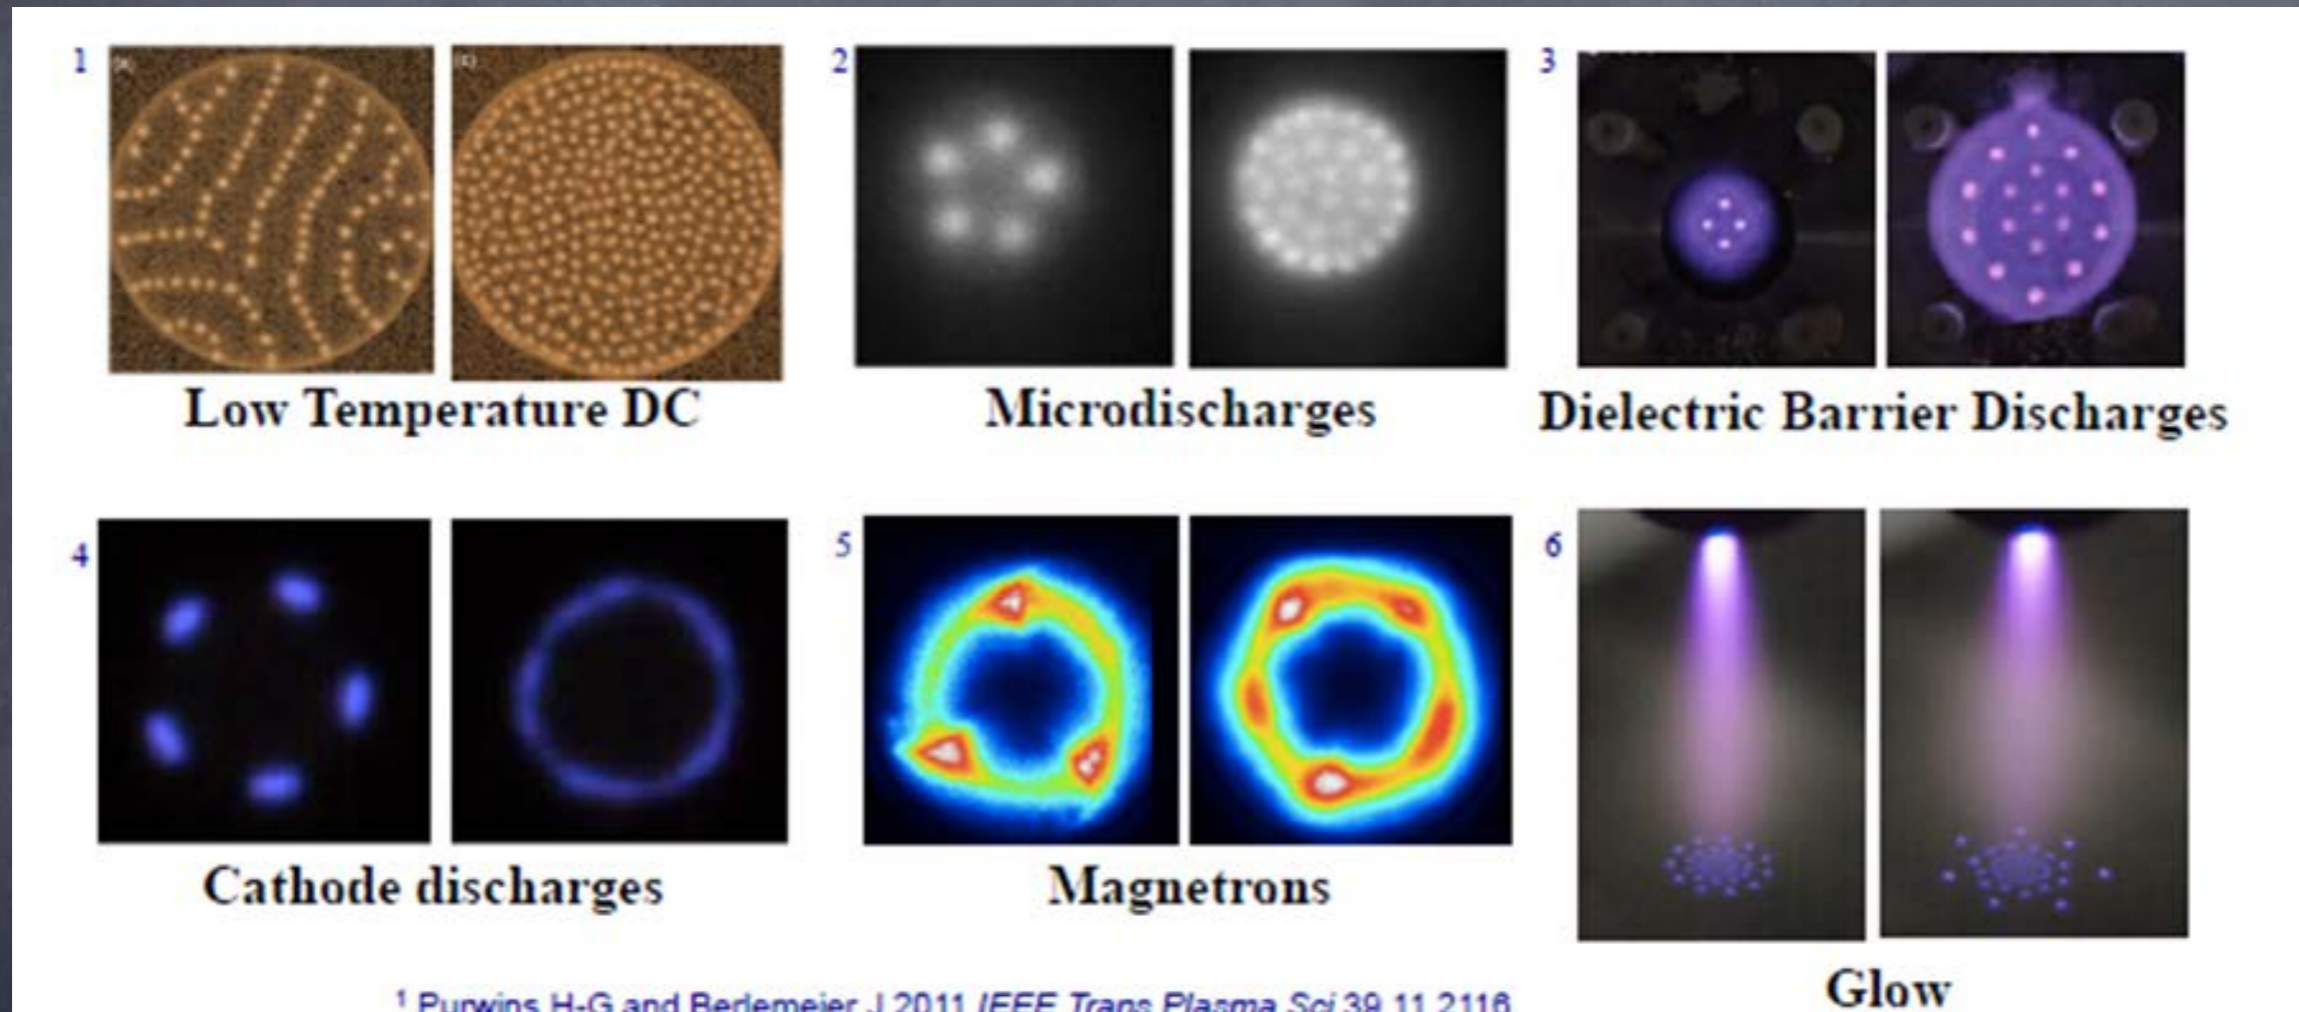 1
(a)
(c)
2
3
Low Temperature DC
Microdischarges
Dielectric Barrier Discharges
4
5
6
Cathode discharges
Magnetrons
Glow
1 Purwins H-G and Berlemeier J 2011 IEEE Trans Plasma Sci 39 11 2116